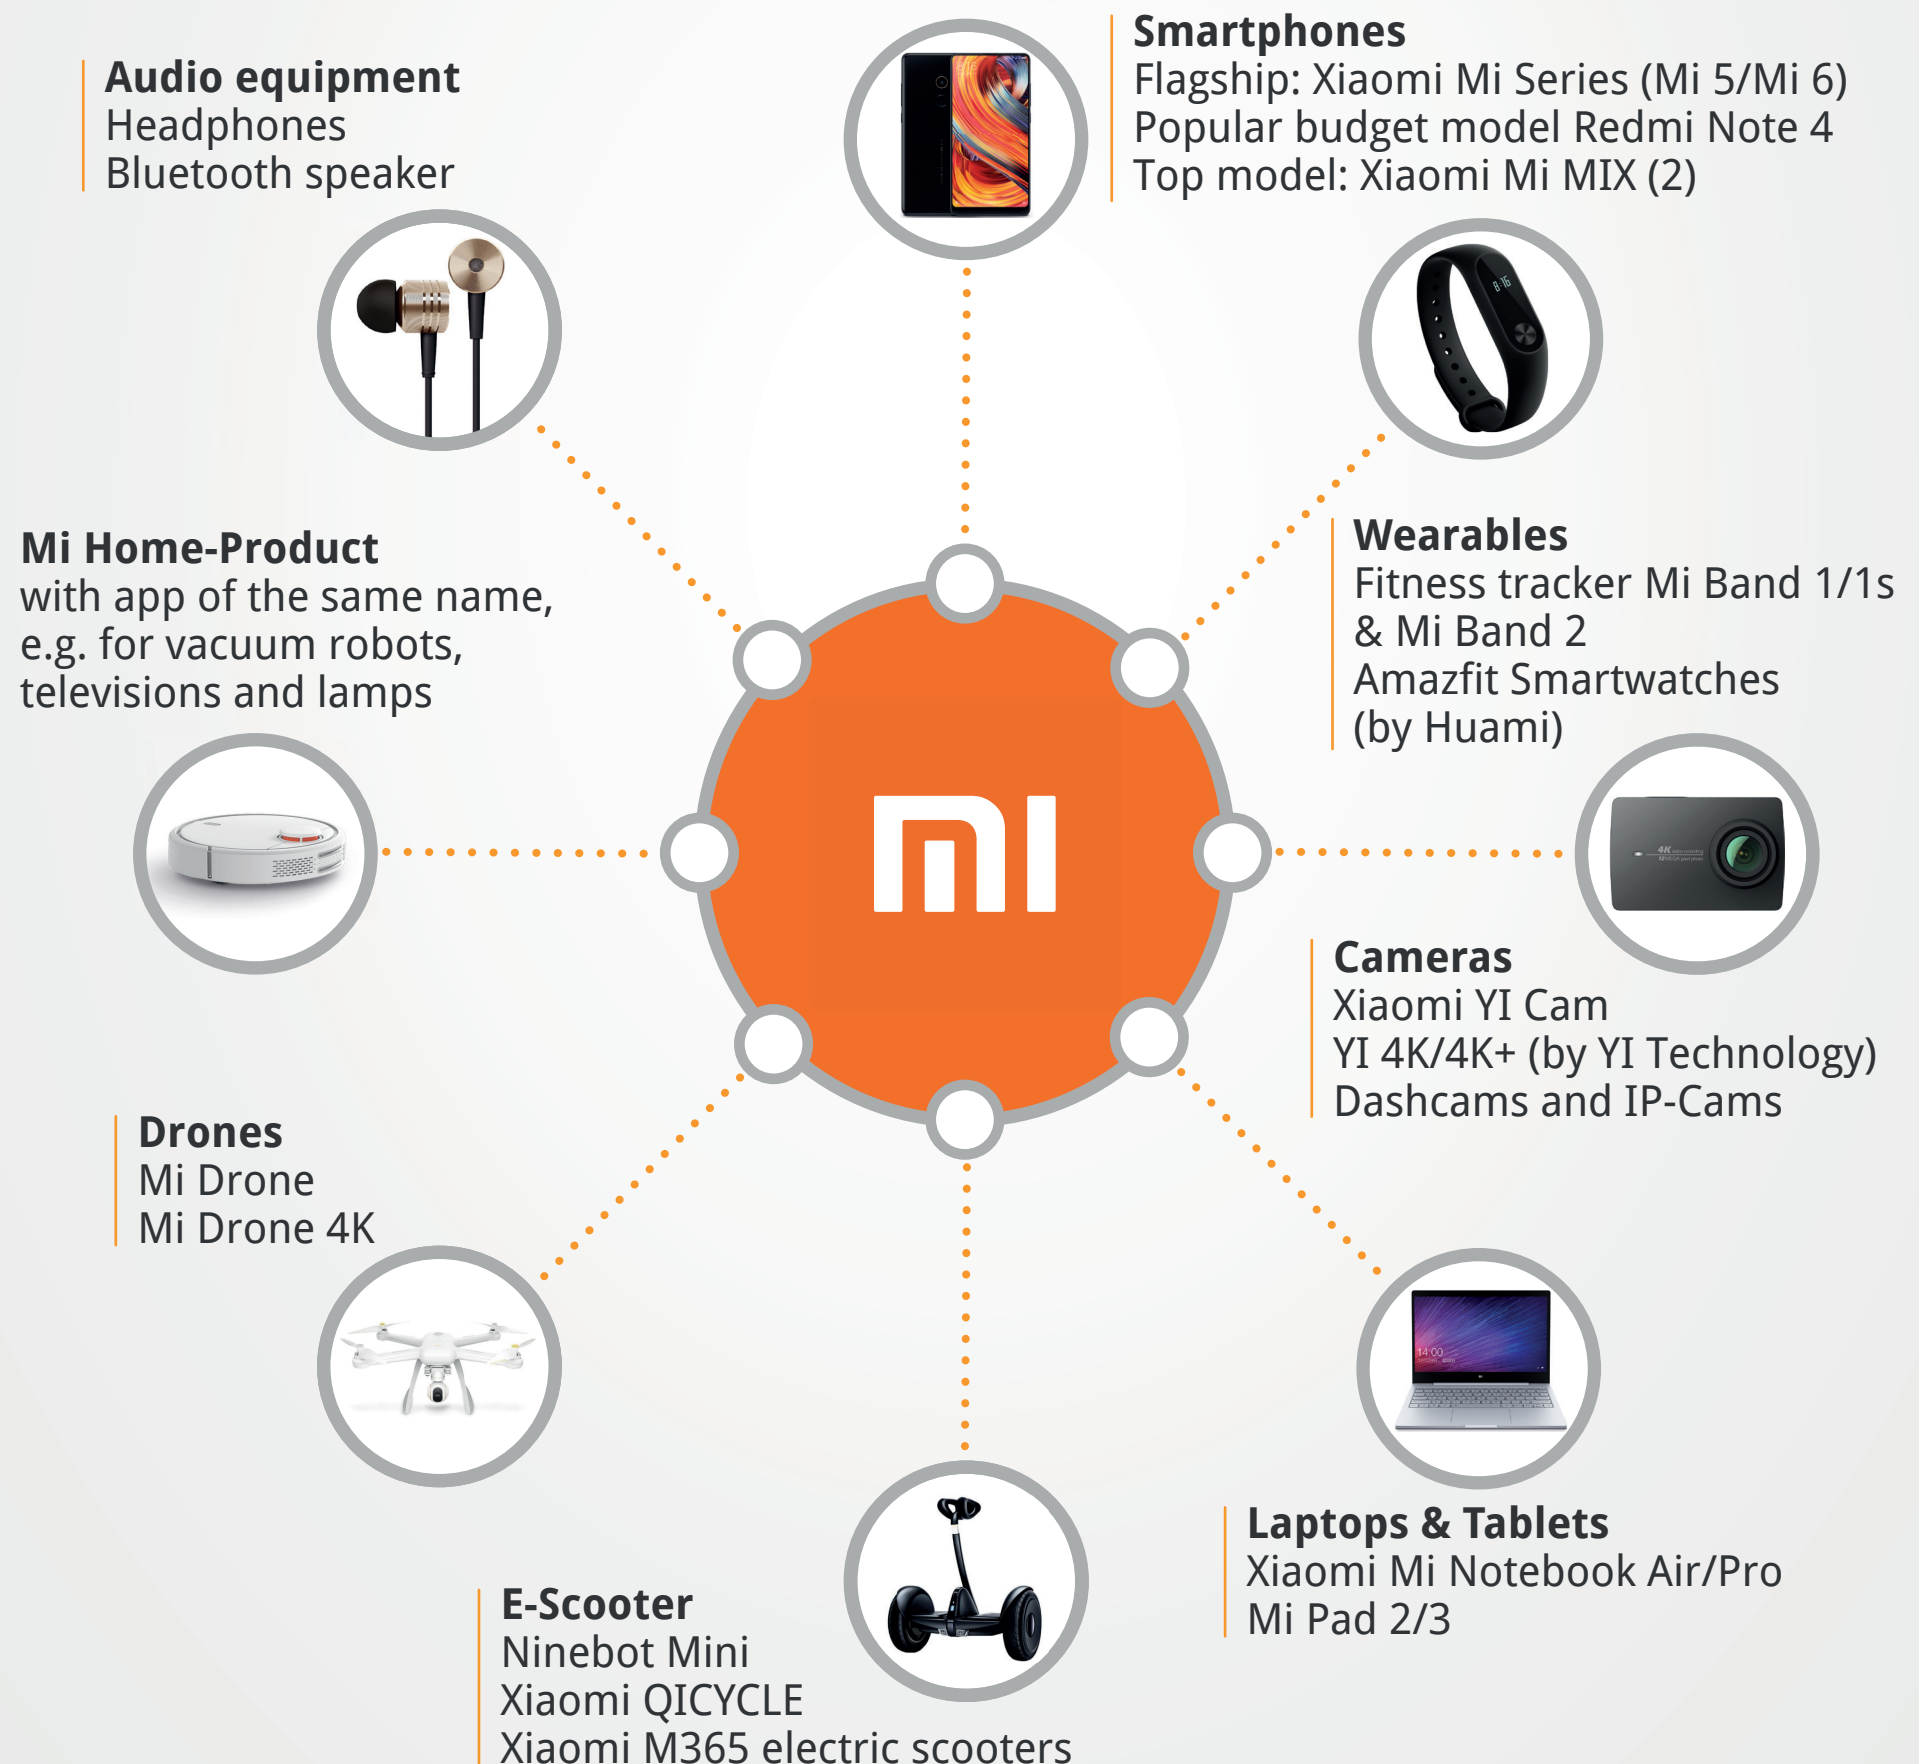 Smartphones
Flagship: Xiaomi Mi Series (Mi 5/Mi 6)
Popular budget model Redmi Note 4
Top model: Xiaomi Mi MIX (2)
Audio equipment
Headphones
Bluetooth speaker
8:16
Wearables
Fitness tracker Mi Band 1/1s
& Mi Band 2
Amazfit Smartwatches
(by Huami)
Mi Home-Product
with app of the same name,
e.g. for vacuum robots,
televisions and lamps
mi
4K
Cameras
Xiaomi YI Cam
YI 4K/4K+ (by YI Technology)
Dashcams and IP-Cams
Drones
Mi Drone
Mi Drone 4K
14:00
Laptops & Tablets
Xiaomi Mi Notebook Air/Pro
Mi Pad 2/3
E-Scooter
Ninebot Mini
Xiaomi QICYCLE
Xiaomi M365 electric scooters